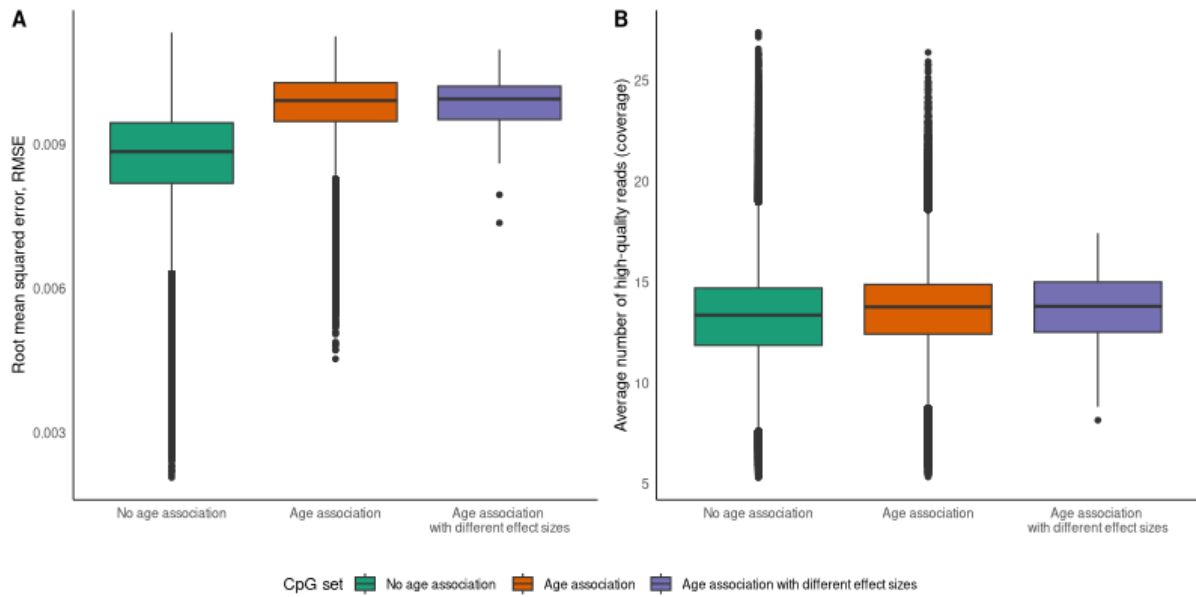 A
Root mean squared error, RMSE
0.009
0.006
0.003
No age association
Age association
Age association
with different effect sizes
B
Average number of high-quality reads (coverage)
25
20
15
10
5
No age association
Age association
Age association
with different effect sizes
CpG set
No age association
Age association
Age association with different effect sizes